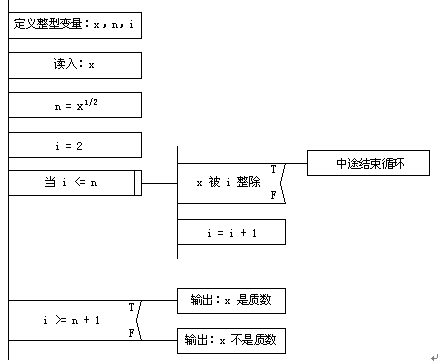 定义整型变量：x，n，i
读入：x
n = x^1/2
i = 2
当 i <= n
x 被 i 整除
T
F
中途结束循环
i = i + 1
i >= n + 1
T
F
输出：x 是质数
输出：x 不是质数